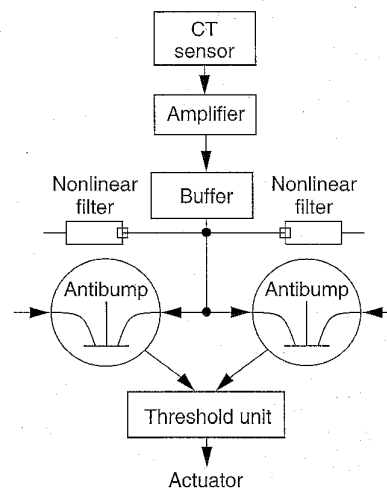 CT
sensor
Amplifier
Buffer
Nonlinear
filter
Nonlinear
filter
Antibump
Antibump
Threshold unit
Actuator